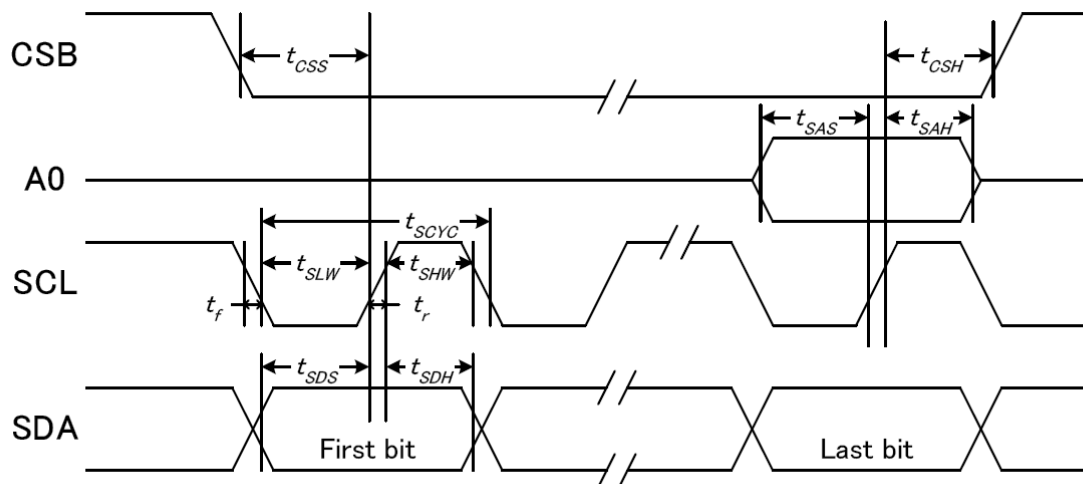 CSB
tCSS
tCSH
A0
tSAS
tSAH
SCL
tSCYC
tSLW
tSHW
tf
tr
SDA
tSDS
tSDH
First bit
Last bit